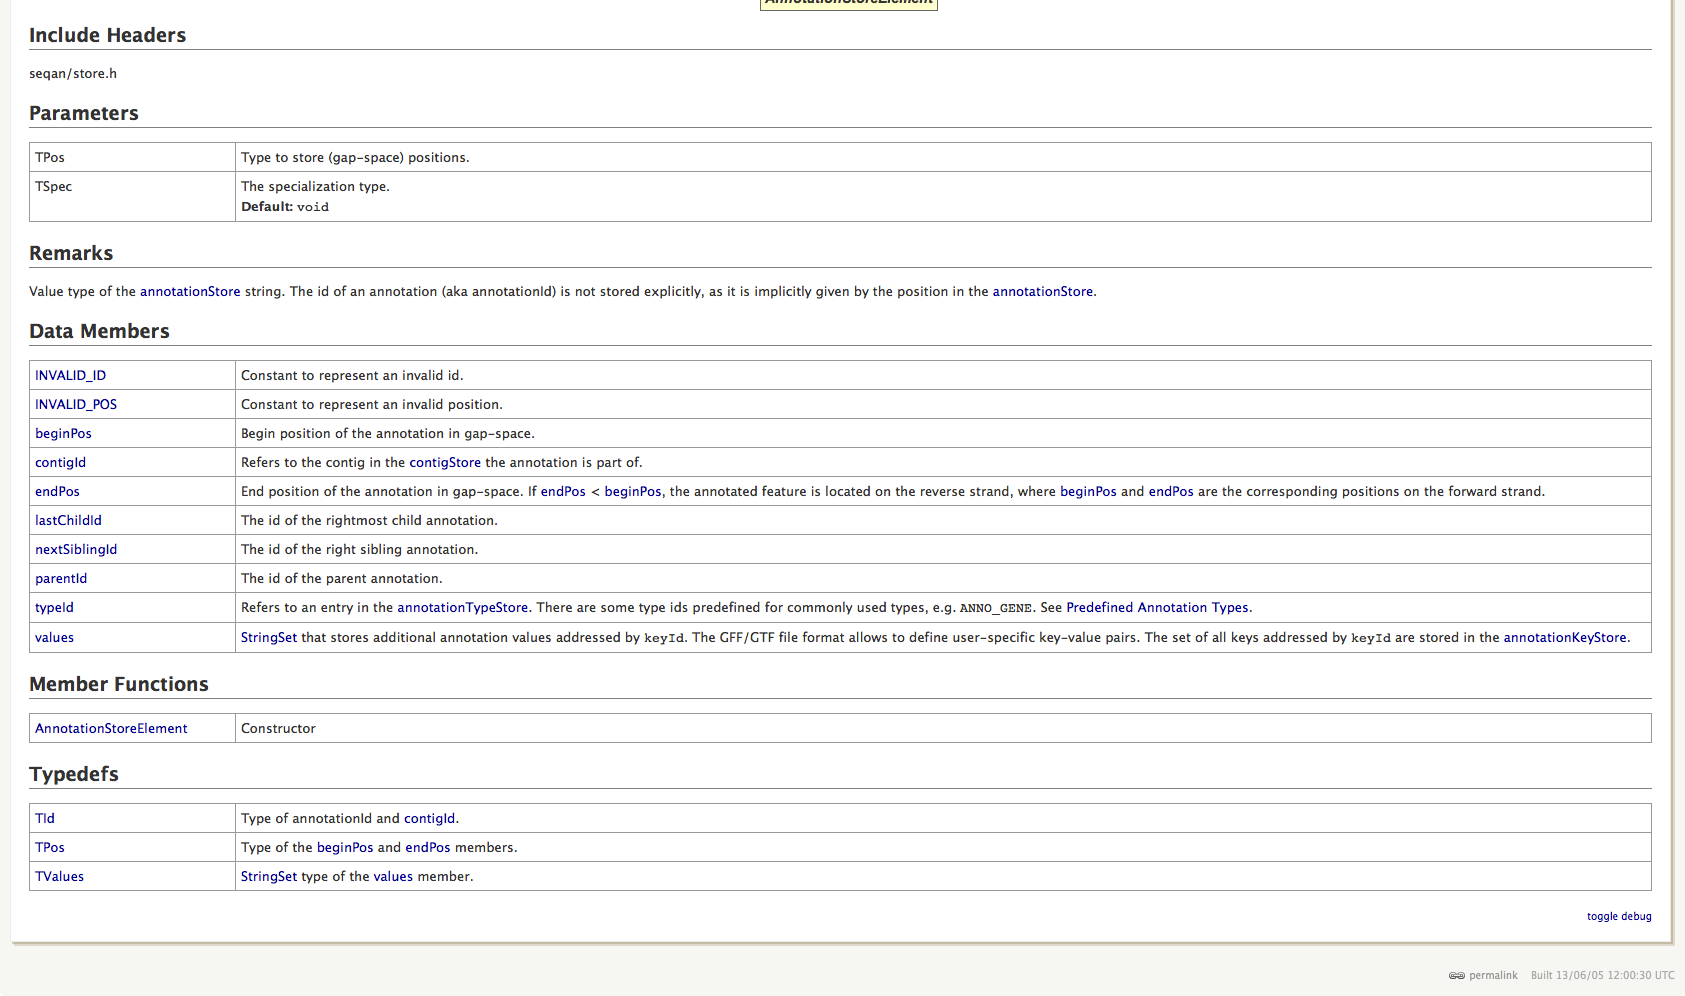 AnnotationStoreElement
Include Headers
seqan/store.h
Parameters
TPos Type to store (gap-space) positions.
TSpec The specialization type.
Default: void
Remarks
Value type of the annotationStore string. The id of an annotation (aka annotationId) is not stored explicitly, as it is implicitly given by the position in the annotationStore.
Data Members
INVALID_ID Constant to represent an invalid id.
INVALID_POS Constant to represent an invalid position.
beginPos Begin position of the annotation in gap-space.
contigId Refers to the contig in the contigStore the annotation is part of.
endPos End position of the annotation in gap-space. If endPos < beginPos, the annotated feature is located on the reverse strand, where beginPos and endPos are the corresponding positions on the forward strand.
lastChildId The id of the rightmost child annotation.
nextSiblingId The id of the right sibling annotation.
parentId The id of the parent annotation.
typeId Refers to an entry in the annotationTypeStore. There are some type ids predefined for commonly used types, e.g. ANNO_GENE. See Predefined Annotation Types.
values StringSet that stores additional annotation values addressed by keyId. The GFF/GTF file format allows to define user-specific key-value pairs. The set of all keys addressed by keyId are stored in the annotationKeyStore.
Member Functions
AnnotationStoreElement Constructor
Typedefs
TId Type of annotationId and contigId.
TPos Type of the beginPos and endPos members.
TValues StringSet type of the values member.
toggle debug
permalink Built 13/06/05 12:00:30 UTC